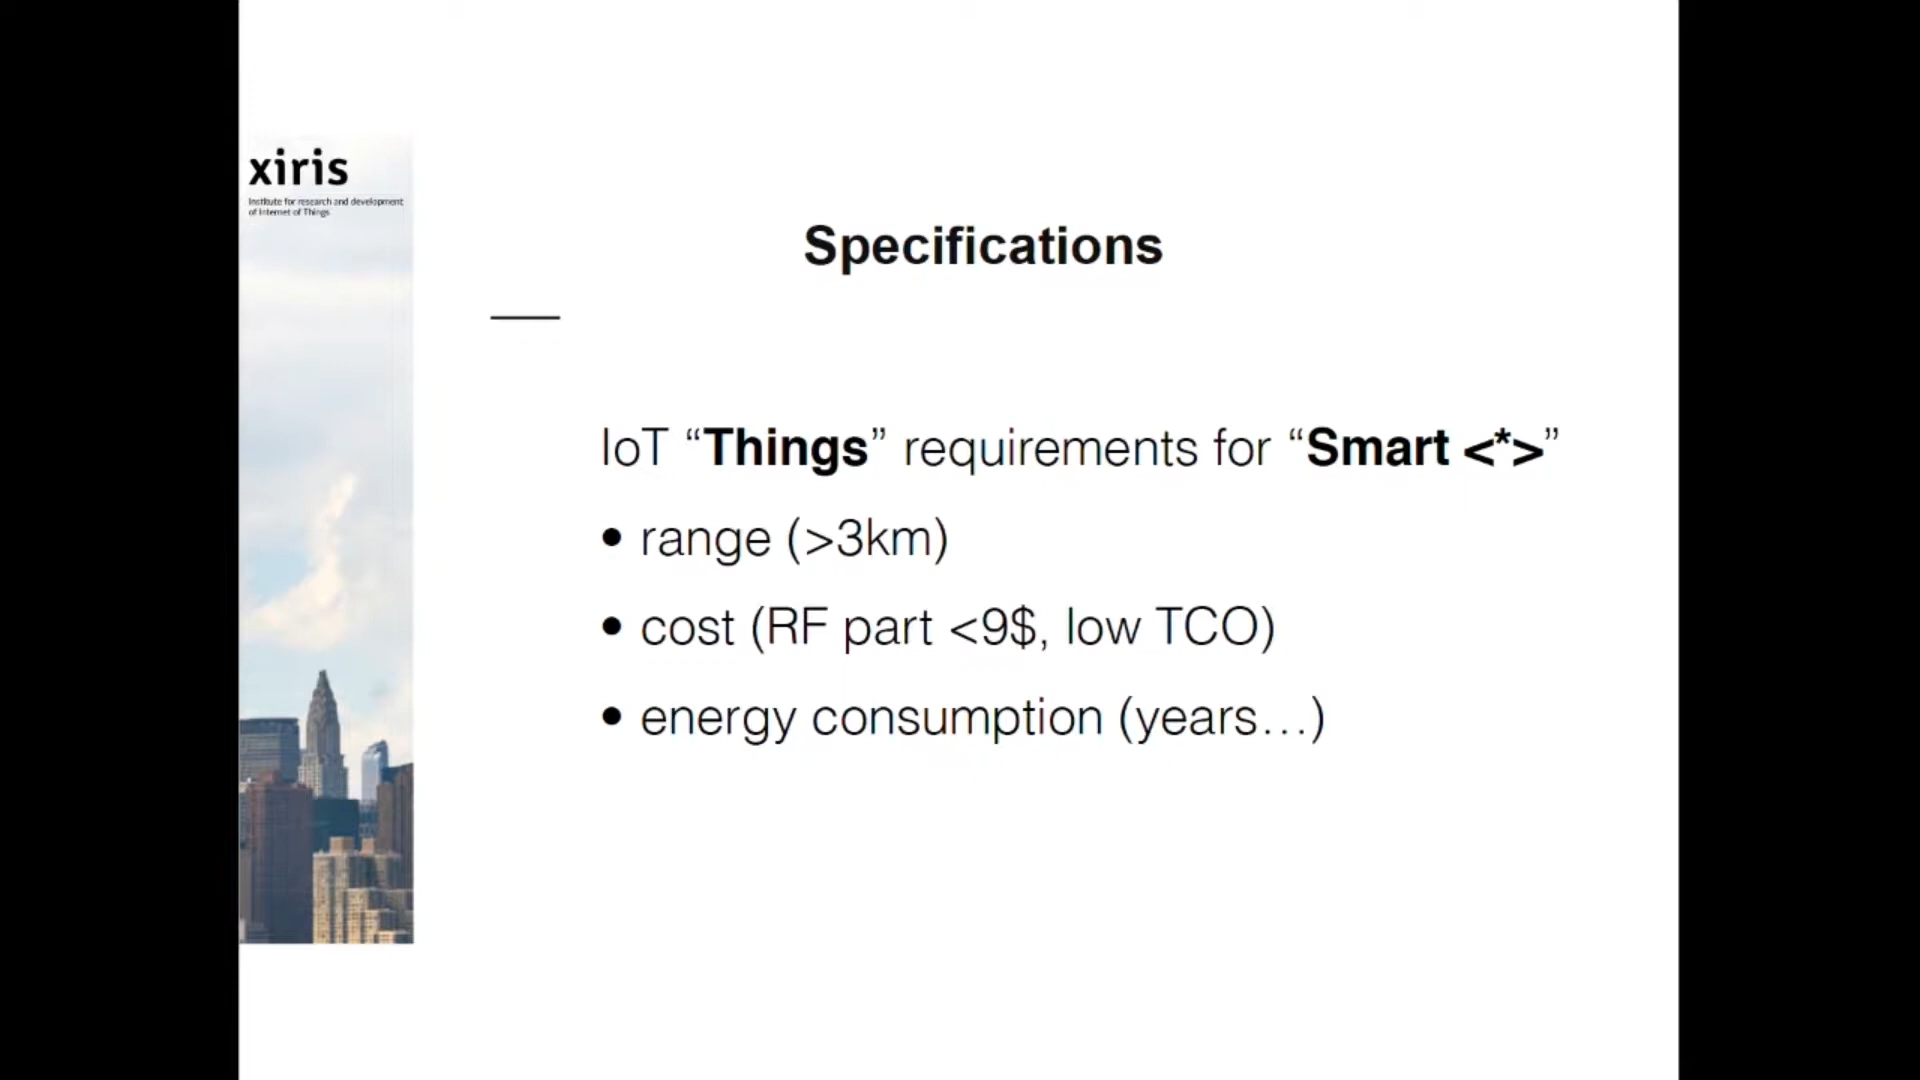 xiris
Institute for research and development
of Internet of Things
Specifications
IoT “Things” requirements for “Smart <*>”
• range (>3km)
• cost (RF part <9$, low TCO)
• energy consumption (years…)